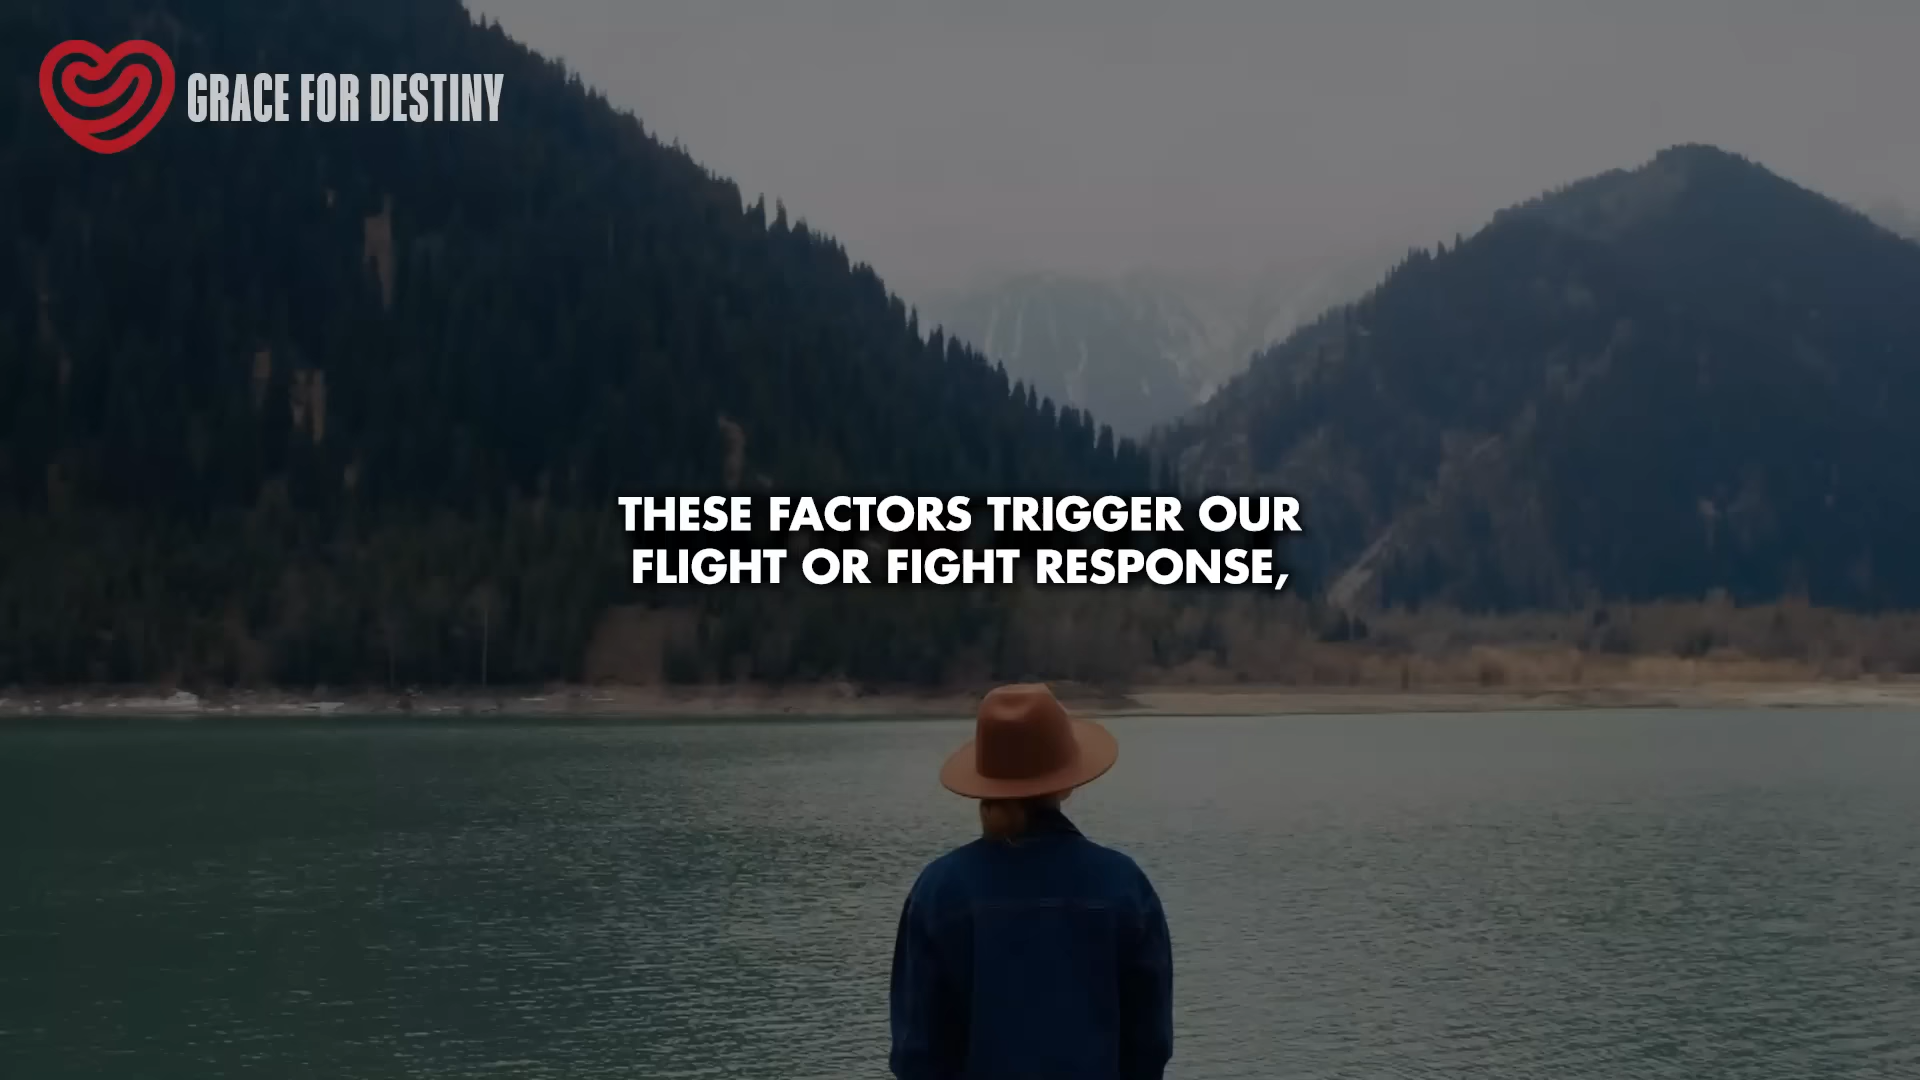 GRACE FOR DESTINY
THESE FACTORS TRIGGER OUR
FLIGHT OR FIGHT RESPONSE,